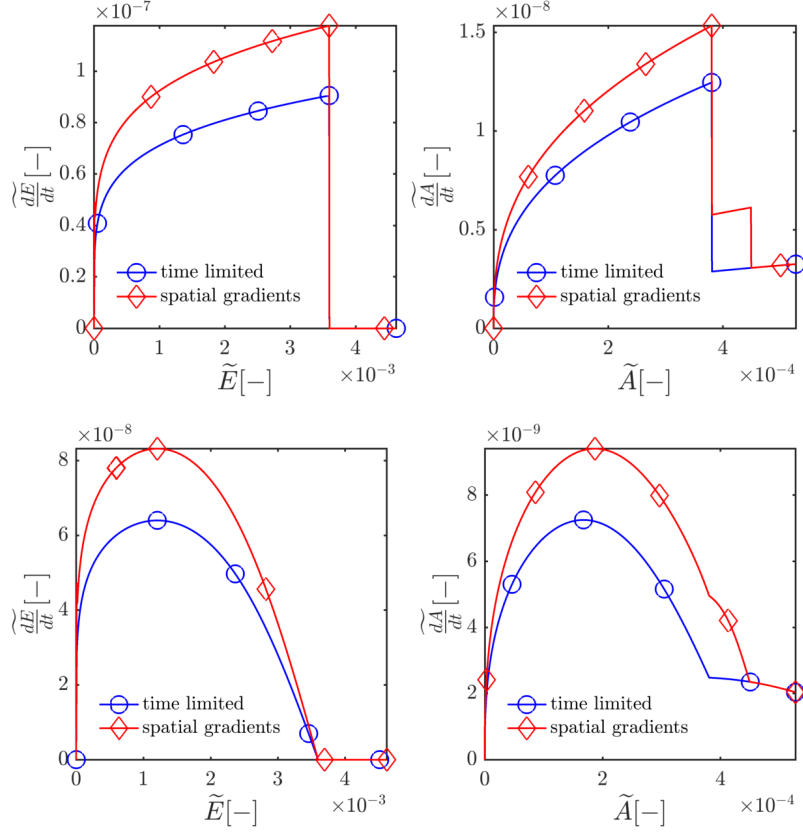 ×10⁻⁷
1
0.8
0.6
0.4
0.2
0
0 1 2 3 4
×10⁻³
dE/dt [−]
Ẽ[−]
time limited
spatial gradients
×10⁻⁸
1.5
1
0.5
0
0 2 4
×10⁻⁴
dA/dt [−]
Ã[−]
time limited
spatial gradients
×10⁻⁸
8
6
4
2
0
0 1 2 3 4
×10⁻³
dE/dt [−]
Ẽ[−]
time limited
spatial gradients
×10⁻⁹
8
6
4
2
0
0 2 4
×10⁻⁴
dA/dt [−]
Ã[−]
time limited
spatial gradients